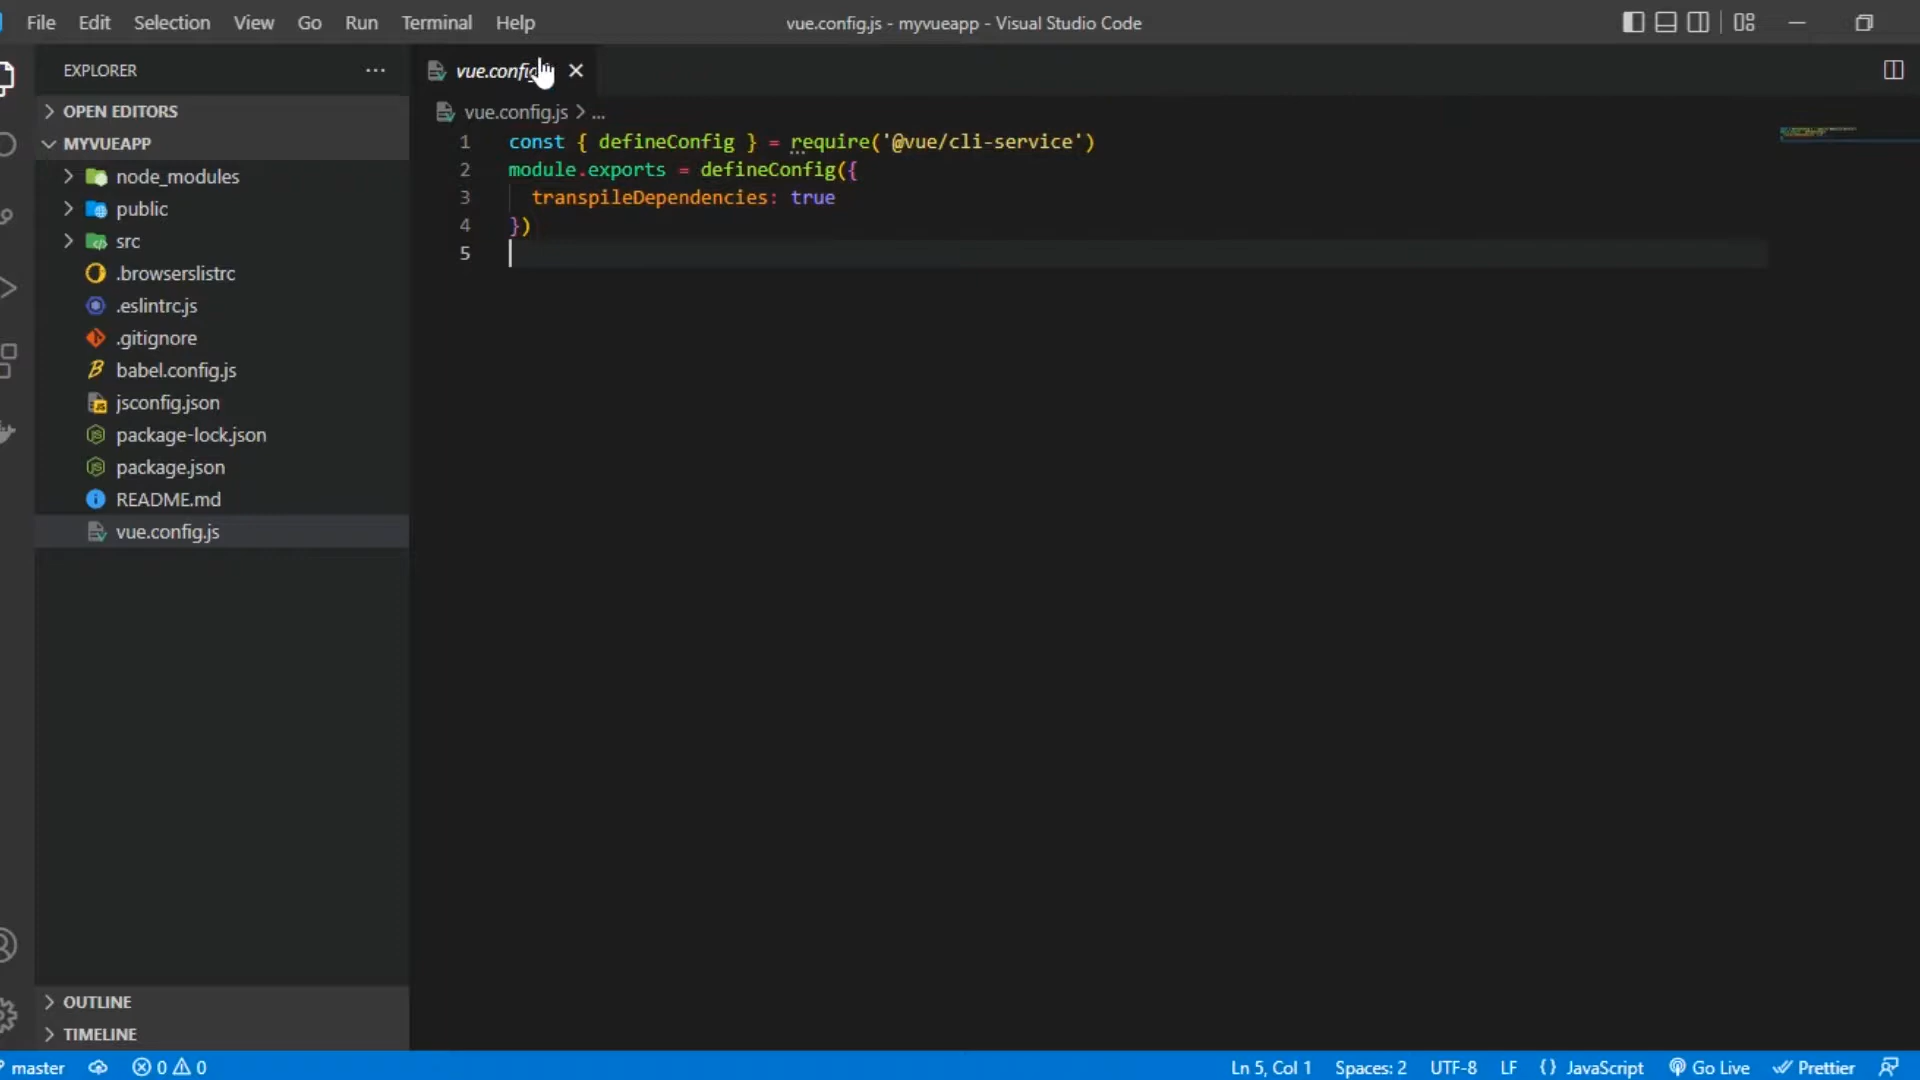 File Edit Selection View Go Run Terminal Help
vue.config.js - myvueapp - Visual Studio Code
EXPLORER
OPEN EDITORS
MYVUEAPP
node_modules
public
src
.browserslistrc
.eslintrc.js
.gitignore
babel.config.js
jsconfig.json
package-lock.json
package.json
README.md
vue.config.js
OUTLINE
TIMELINE
vue.config.js > ...
1 const { defineConfig } = require('@vue/cli-service')
2 module.exports = defineConfig({
3 transpileDependencies: true
4 })
5
master 0 0 Ln 5, Col 1 Spaces: 2 UTF-8 LF {} JavaScript Go Live Prettier